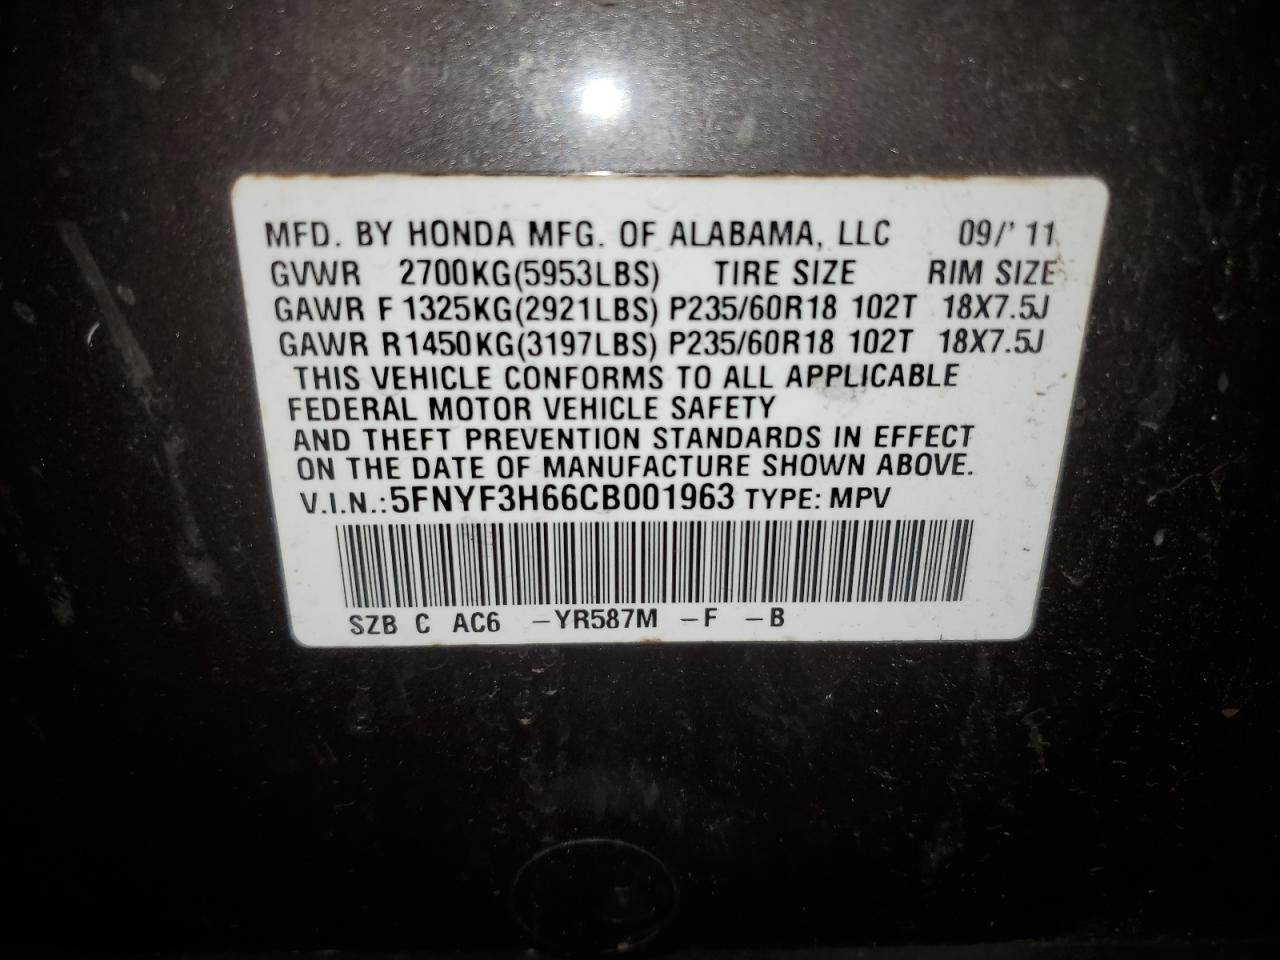 MFD. BY HONDA MFG. OF ALABAMA, LLC 09/' 11
GVWR 2700KG(5953LBS) TIRE SIZE RIM SIZE
GAWR F 1325KG(2921LBS) P235/60R18 102T 18X7.5J
GAWR R1450KG(3197LBS) P235/60R18 102T 18X7.5J
THIS VEHICLE CONFORMS TO ALL APPLICABLE
FEDERAL MOTOR VEHICLE SAFETY
AND THEFT PREVENTION STANDARDS IN EFFECT
ON THE DATE OF MANUFACTURE SHOWN ABOVE.
V.I.N.:5FNYF3H66CB001963 TYPE: MPV
SZB C AC6 –YR587M –F –B